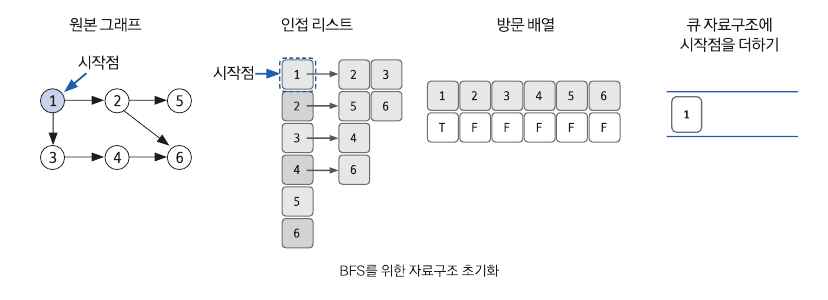 원본 그래프
인접 리스트
방문 배열
큐 자료구조에
시작점을 더하기
시작점
1 2 5
3 4 6
시작점
1 2 3
2 5 6
3 4
4 6
5
6
1 2 3 4 5 6
T F F F F F
1
BFS를 위한 자료구조 초기화